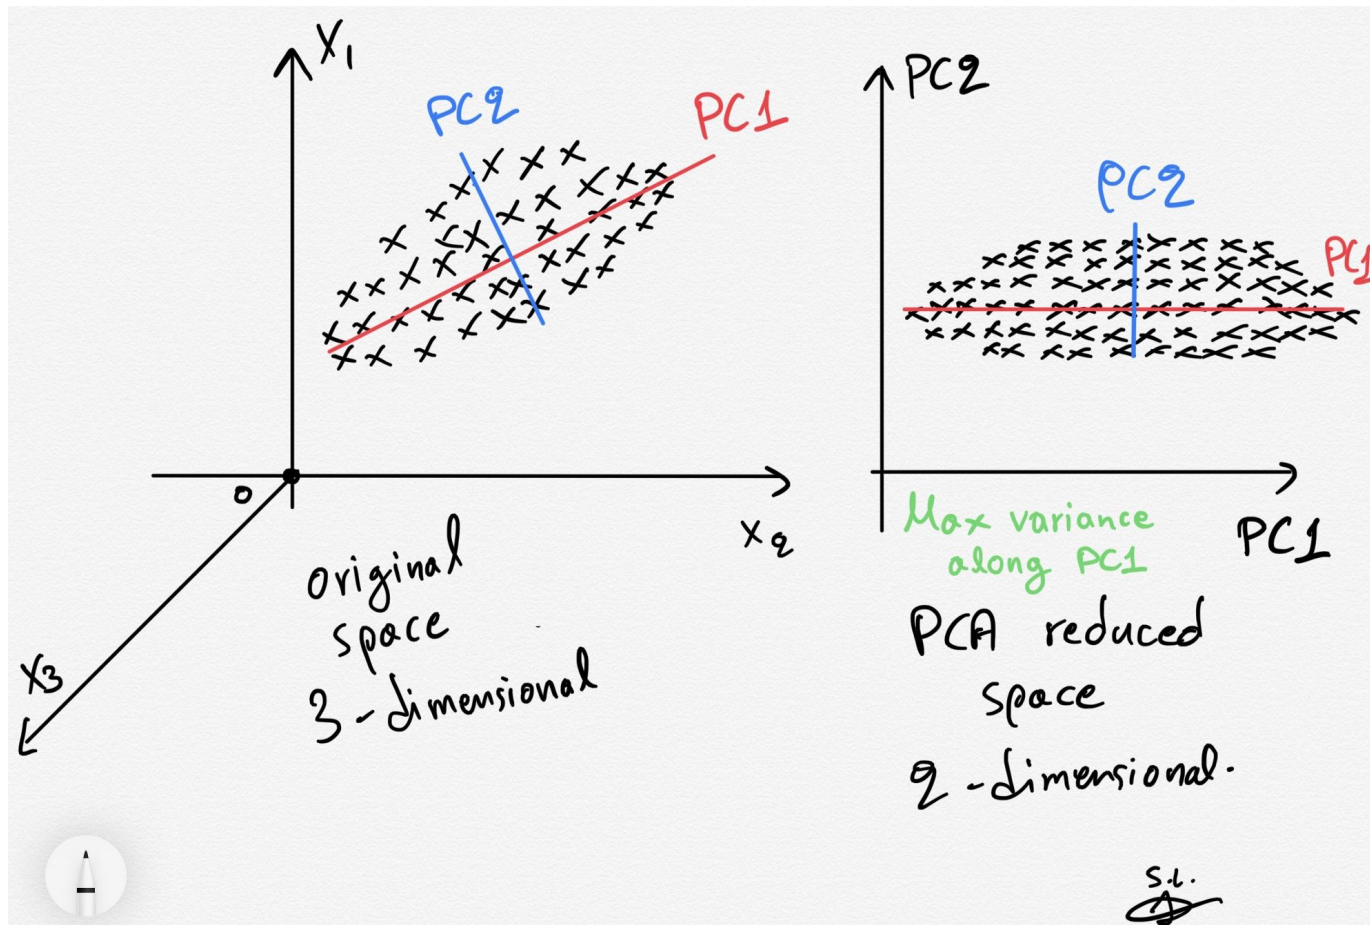 X1
PC2
PC1
X2
0
X3
original
space
3-dimensional
PC2
PC2
PC1
PC1
Max variance
along PC1
PCA reduced
space
2-dimensional.
S.L.